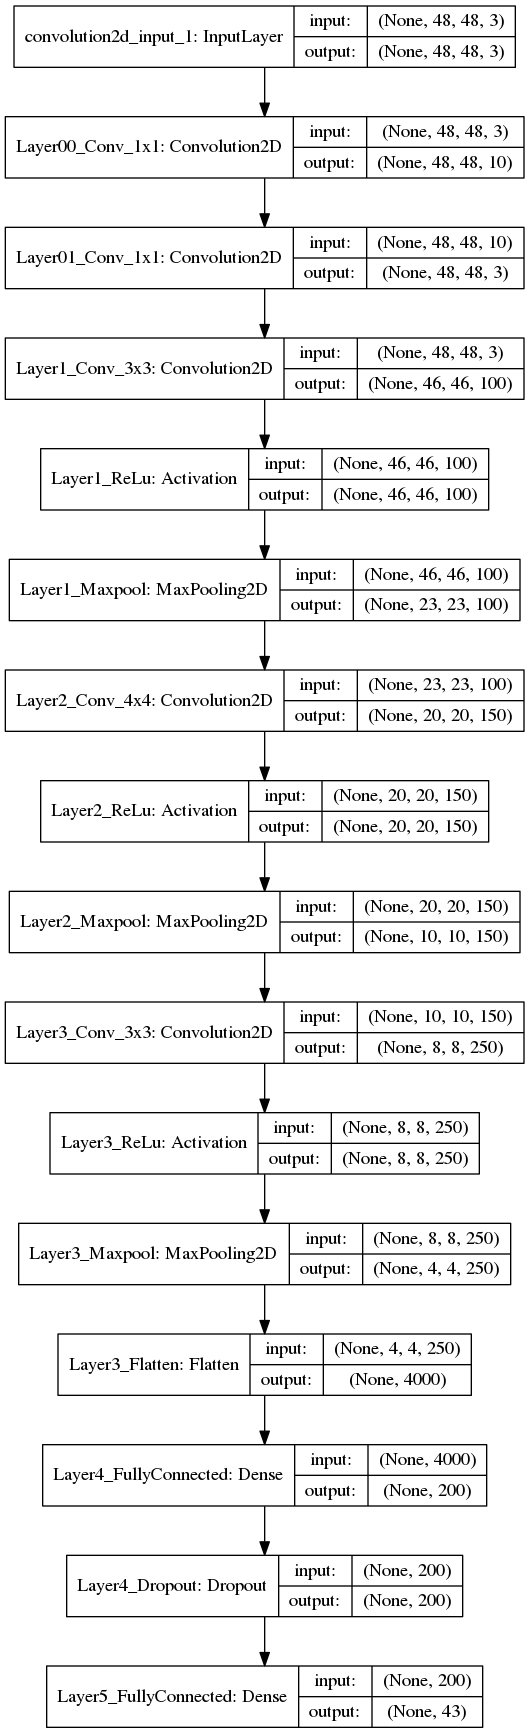 convolution2d_input_1: InputLayer
input: (None, 48, 48, 3)
output: (None, 48, 48, 3)
Layer00_Conv_1x1: Convolution2D
input: (None, 48, 48, 3)
output: (None, 48, 48, 10)
Layer01_Conv_1x1: Convolution2D
input: (None, 48, 48, 10)
output: (None, 48, 48, 3)
Layer1_Conv_3x3: Convolution2D
input: (None, 48, 48, 3)
output: (None, 46, 46, 100)
Layer1_ReLu: Activation
input: (None, 46, 46, 100)
output: (None, 46, 46, 100)
Layer1_Maxpool: MaxPooling2D
input: (None, 46, 46, 100)
output: (None, 23, 23, 100)
Layer2_Conv_4x4: Convolution2D
input: (None, 23, 23, 100)
output: (None, 20, 20, 150)
Layer2_ReLu: Activation
input: (None, 20, 20, 150)
output: (None, 20, 20, 150)
Layer2_Maxpool: MaxPooling2D
input: (None, 20, 20, 150)
output: (None, 10, 10, 150)
Layer3_Conv_3x3: Convolution2D
input: (None, 10, 10, 150)
output: (None, 8, 8, 250)
Layer3_ReLu: Activation
input: (None, 8, 8, 250)
output: (None, 8, 8, 250)
Layer3_Maxpool: MaxPooling2D
input: (None, 8, 8, 250)
output: (None, 4, 4, 250)
Layer3_Flatten: Flatten
input: (None, 4, 4, 250)
output: (None, 4000)
Layer4_FullyConnected: Dense
input: (None, 4000)
output: (None, 200)
Layer4_Dropout: Dropout
input: (None, 200)
output: (None, 200)
Layer5_FullyConnected: Dense
input: (None, 200)
output: (None, 43)